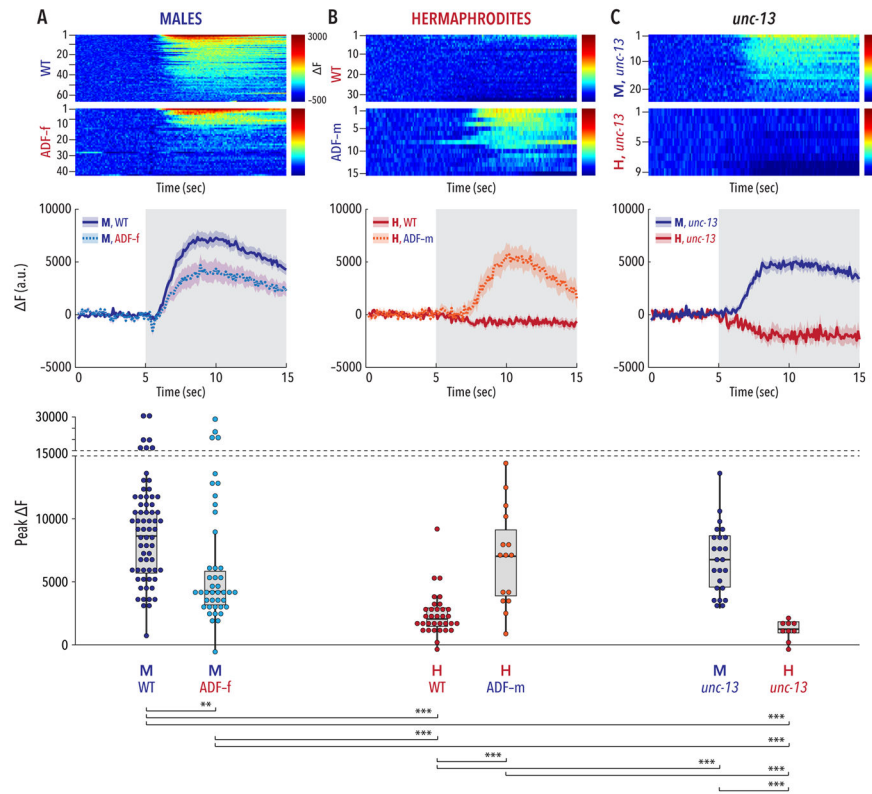 A MALES
B HERMAPHRODITES
C unc-13
WT
1
20
40
60
3000
ΔF
-500
ADF-f
1
10
20
30
40
Time (sec)
WT
1
10
20
30
ADF-m
1
5
10
15
Time (sec)
M, unc-13
1
10
20
H, unc-13
1
5
9
Time (sec)
ΔF (a.u.)
10000
5000
0
−5000
M, WT
M, ADF-f
0 5 10 15
Time (sec)
10000
5000
0
−5000
H, WT
H, ADF-m
0 5 10 15
Time (sec)
10000
5000
0
−5000
M, unc-13
H, unc-13
0 5 10 15
Time (sec)
Peak ΔF
30000
15000
10000
5000
0
M M H H M H
WT ADF-f WT ADF-m unc-13 unc-13
**
***
***
***
***
***
***
***
***